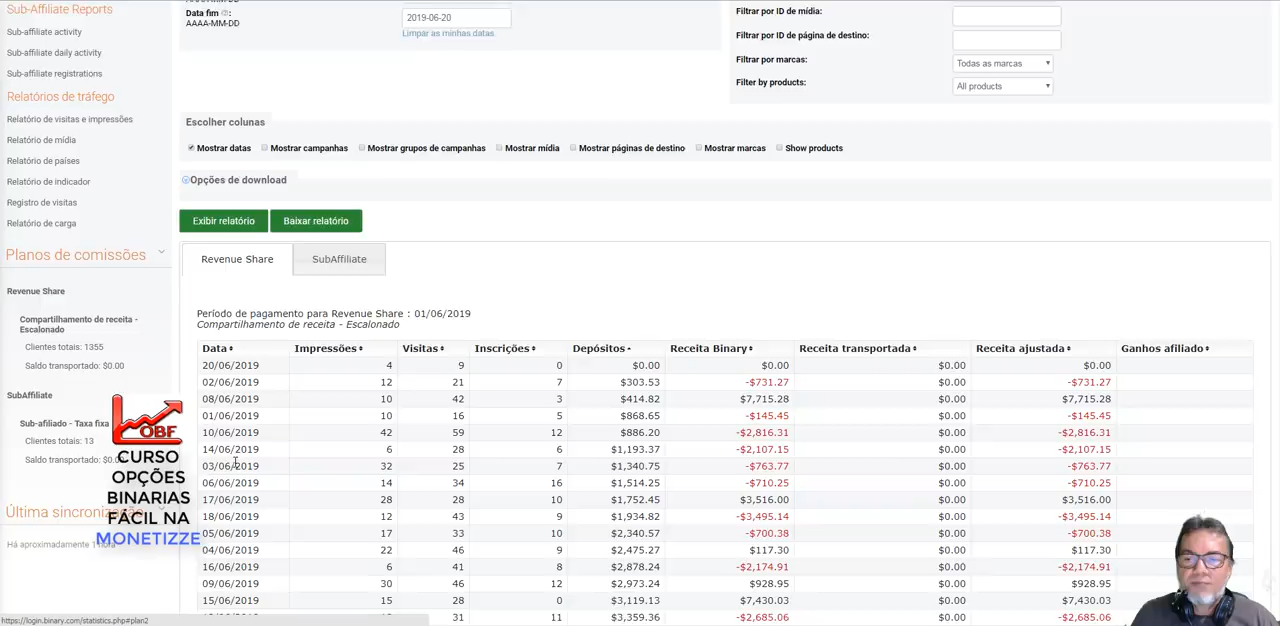 Sub-Affiliate Reports
Sub-affiliate activity
Sub-affiliate daily activity
Sub-affiliate registrations
Relatórios de tráfego
Relatório de visitas e impressões
Relatório de mídia
Relatório de países
Relatório de indicador
Registro de visitas
Relatório de carga
Planos de comissões
Revenue Share
Compartilhamento de receita -
Escalonado
Clientes totais: 1355
Saldo transportado: $0.00
SubAffiliate
Sub-afiliado - Taxa fixa
Clientes totais: 13
Saldo transportado: $0.00
Última sincronização
Há aproximadamente 1 hora
OBF
CURSO
OPÇÕES
BINARIAS
FÁCIL NA
MONETIZZE
Data fim :
AAAA-MM-DD
2019-06-20
Limpar as minhas datas
Filtrar por ID de mídia:
Filtrar por ID de página de destino:
Filtrar por marcas: Todas as marcas
Filter by products: All products
Escolher colunas
Mostrar datas Mostrar campanhas Mostrar grupos de campanhas Mostrar mídia Mostrar páginas de destino Mostrar marcas Show products
Opções de download
Exibir relatório Baixar relatório
Revenue Share SubAffiliate
Período de pagamento para Revenue Share : 01/06/2019
Compartilhamento de receita - Escalonado
Data Impressões Visitas Inscrições Depósitos Receita Binary Receita transportada Receita ajustada Ganhos afiliado
20/06/2019 4 9 0 $0.00 $0.00 $0.00 $0.00
02/06/2019 12 21 7 $303.53 -$731.27 $0.00 -$731.27
08/06/2019 10 42 3 $414.82 $7,715.28 $0.00 $7,715.28
01/06/2019 10 16 5 $868.65 -$145.45 $0.00 -$145.45
10/06/2019 42 59 12 $886.20 -$2,816.31 $0.00 -$2,816.31
14/06/2019 6 28 6 $1,193.37 -$2,107.15 $0.00 -$2,107.15
03/06/2019 32 25 7 $1,340.75 -$763.77 $0.00 -$763.77
06/06/2019 14 34 16 $1,514.25 -$710.25 $0.00 -$710.25
17/06/2019 28 28 10 $1,752.45 $3,516.00 $0.00 $3,516.00
18/06/2019 12 43 9 $1,934.82 -$3,495.14 $0.00 -$3,495.14
05/06/2019 17 33 10 $2,340.57 -$700.38 $0.00 -$700.38
04/06/2019 22 46 9 $2,475.27 $117.30 $0.00 $117.30
16/06/2019 6 41 8 $2,878.24 -$2,174.91 $0.00 -$2,174.91
09/06/2019 30 46 12 $2,973.24 $928.95 $0.00 $928.95
15/06/2019 15 28 0 $3,119.13 $7,430.03 $0.00 $7,430.03
31 11 $3,359.36 -$2,685.06 $0.00 -$2,685.06
https://login.binary.com/statistics.php#plan2